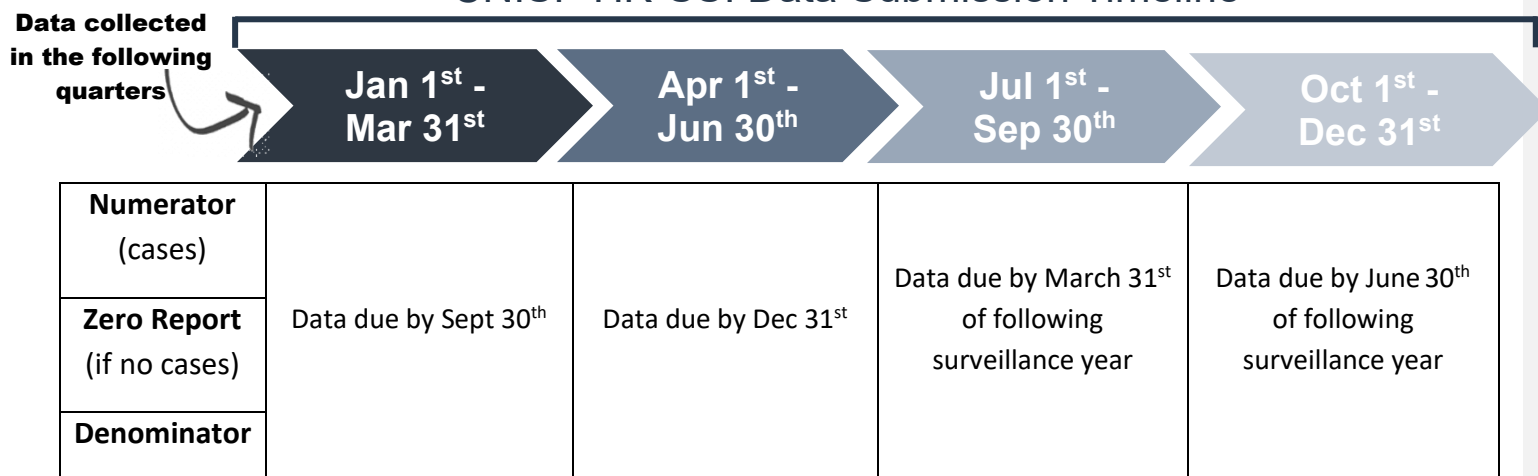 Data Submission Timeline
Data collected
in the following
quarters
Jan 1st -
Mar 31st
Apr 1st -
Jun 30th
Jul 1st -
Sep 30th
Oct 1st -
Dec 31st
Numerator
(cases)
Zero Report
(if no cases)
Denominator
Data due by Sept 30th
Data due by Dec 31st
Data due by March 31st
of following
surveillance year
Data due by June 30th
of following
surveillance year